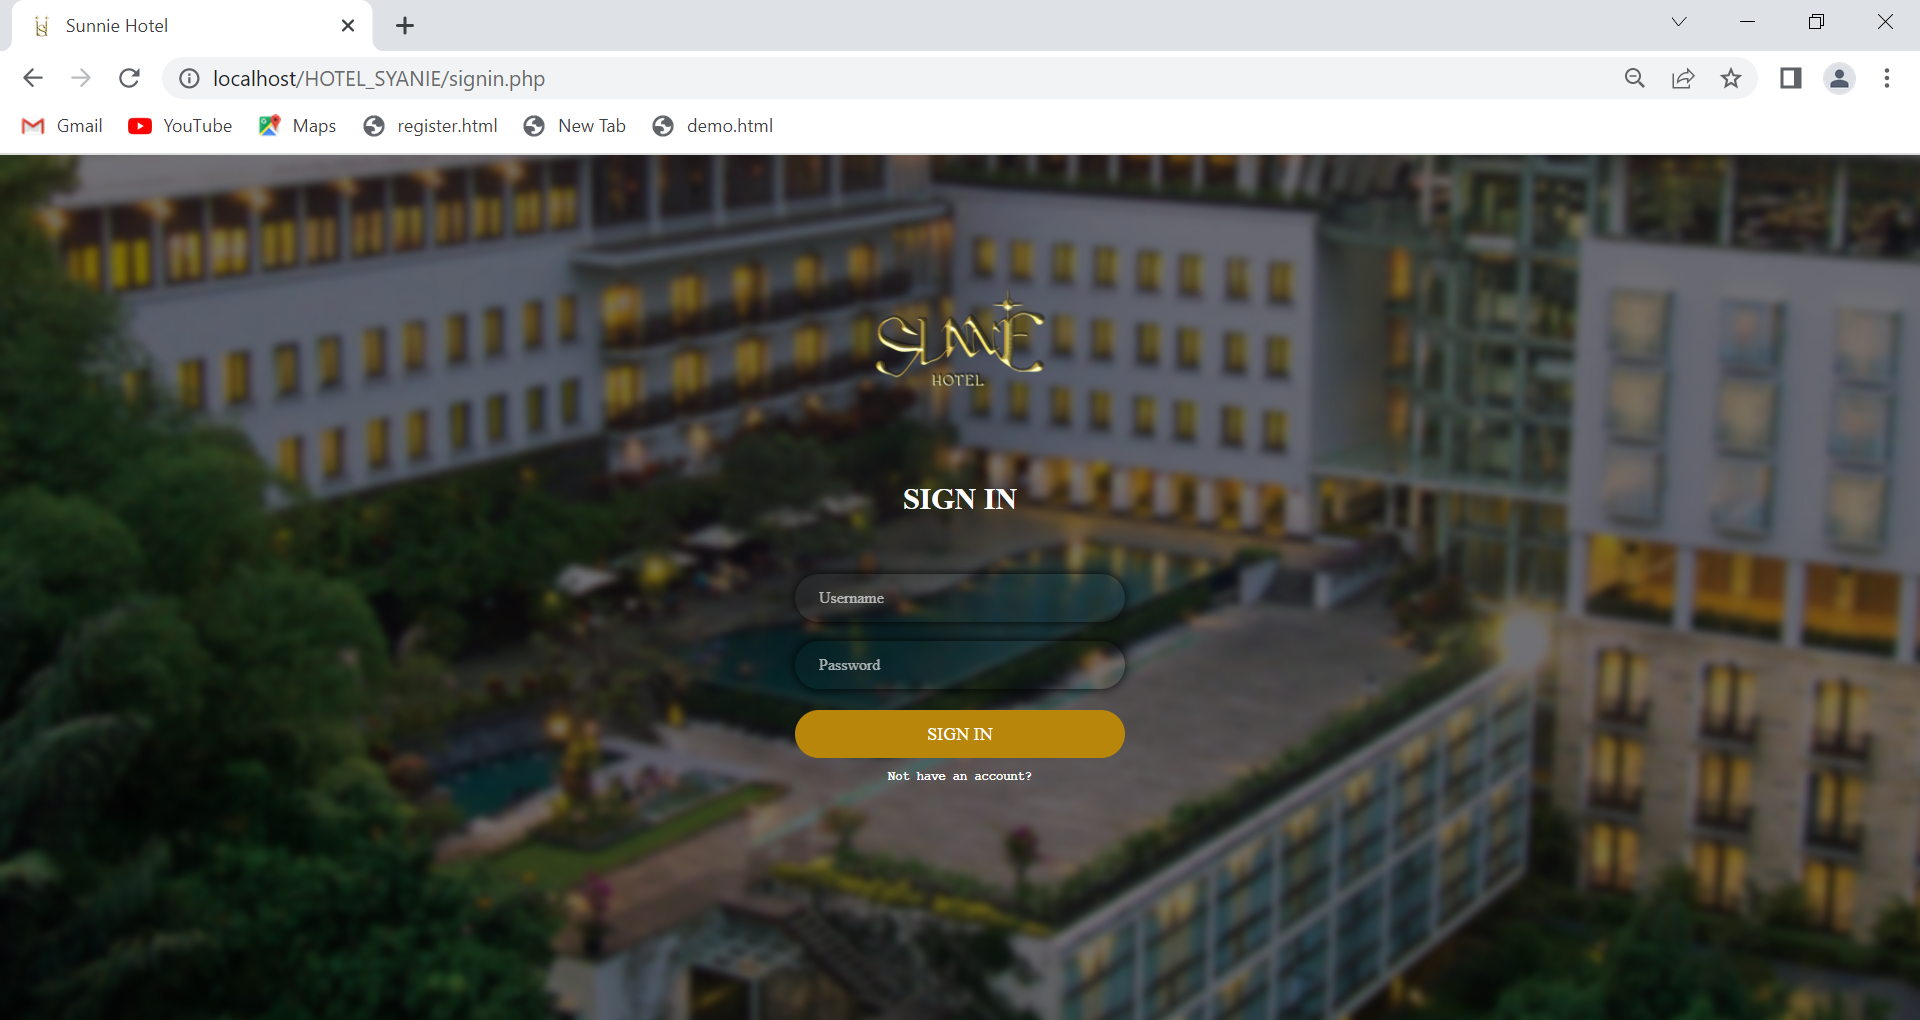 Sunnie Hotel
localhost/HOTEL_SYANIE/signin.php
Gmail YouTube Maps register.html New Tab demo.html
SUNNIE
HOTEL
SIGN IN
Username
Password
SIGN IN
Not have an account?